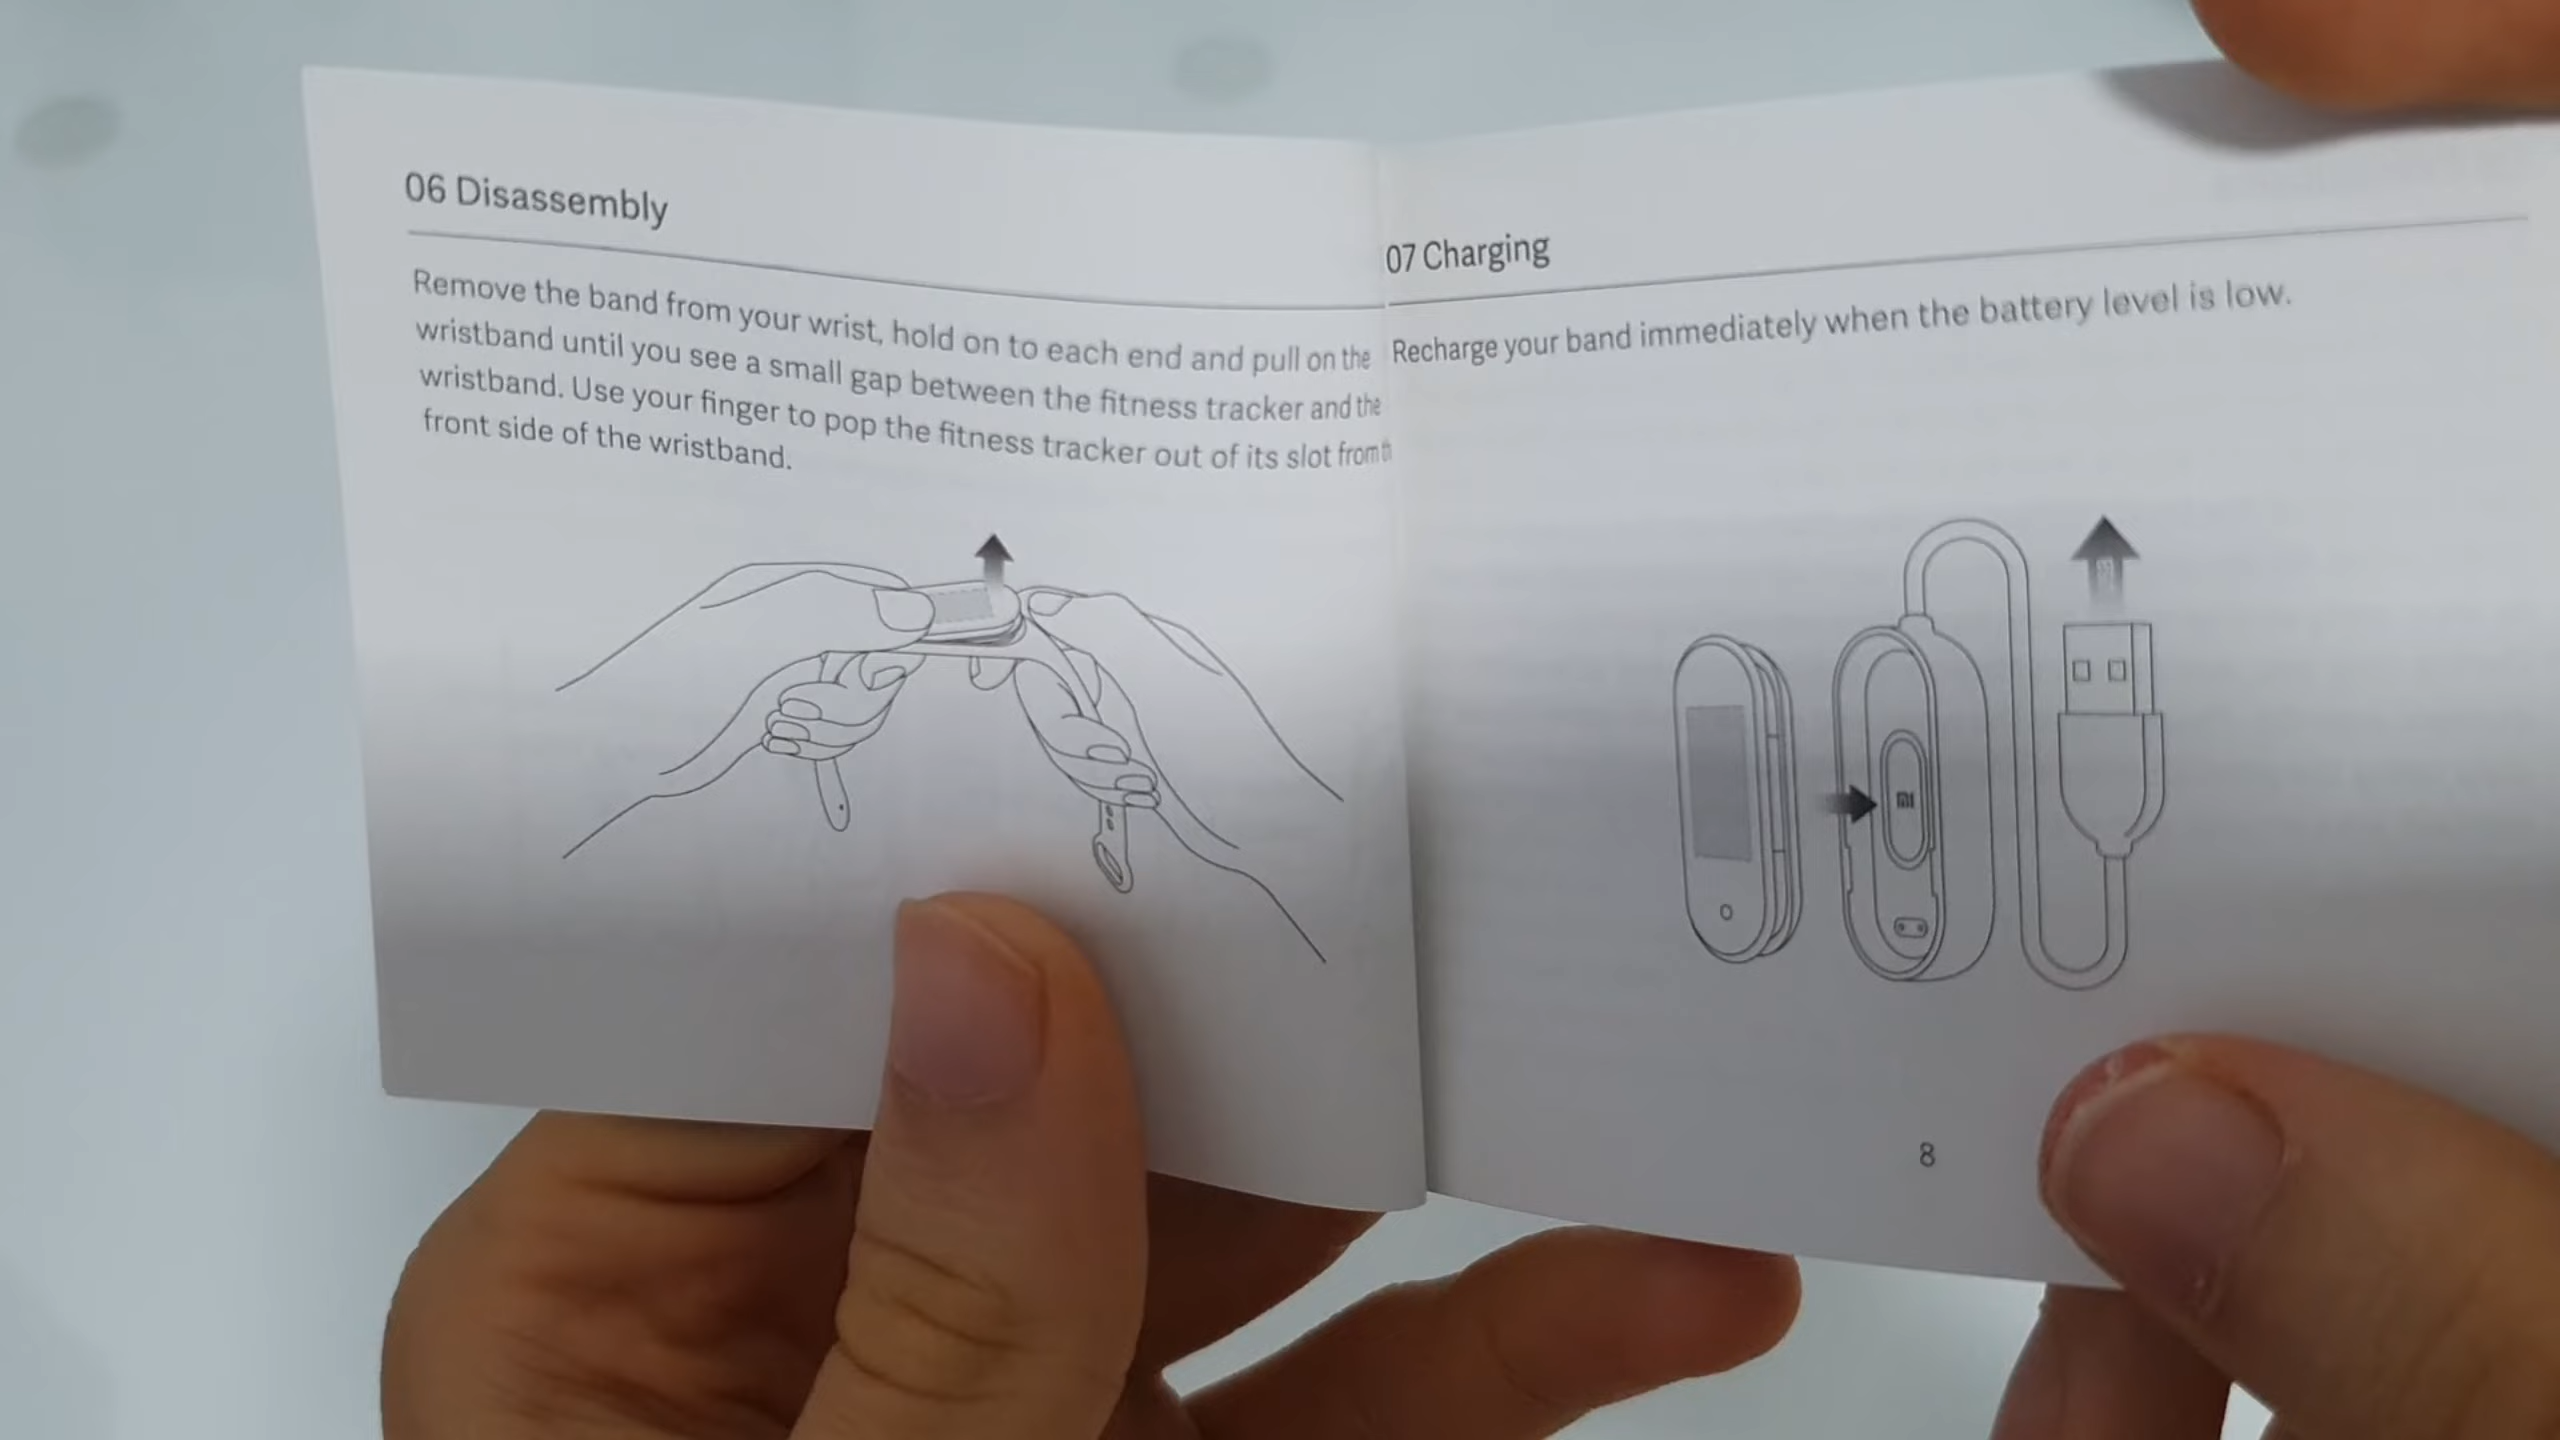 06 Disassembly
Remove the band from your wrist, hold on to each end and pull on the
wristband until you see a small gap between the fitness tracker and the
wristband. Use your finger to pop the fitness tracker out of its slot from
front side of the wristband.
07 Charging
Recharge your band immediately when the battery level is low.
mi
8